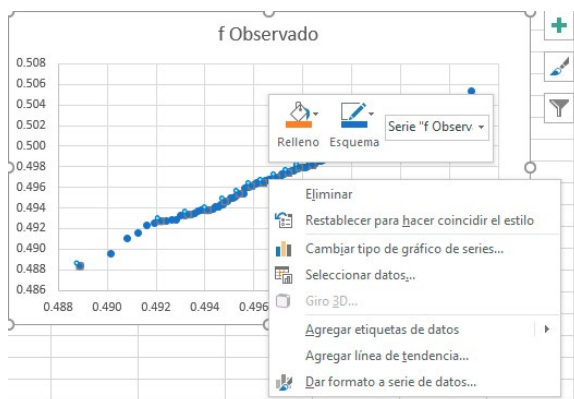 f Observado
0.508
0.506
0.504
0.502
0.500
0.498
0.496
0.494
0.492
0.490
0.488
0.486
0.488 0.490 0.492 0.494 0.496
Relleno Esquema Serie "f Observ
Eliminar
Restablecer para hacer coincidir el estilo
Cambiar tipo de gráfico de series...
Seleccionar datos...
Giro 3D...
Agregar etiquetas de datos
Agregar línea de tendencia...
Dar formato a serie de datos...